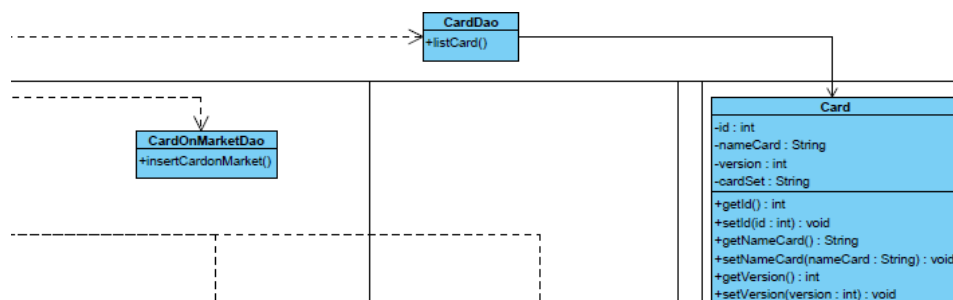 CardDao
+listCard()
CardOnMarketDao
+insertCardonMarket()
Card
-id : int
-nameCard : String
-version : int
-cardSet : String
+getId() : int
+setId(id : int) : void
+getNameCard() : String
+setNameCard(nameCard : String) : void
+getVersion() : int
+setVersion(version : int) : void